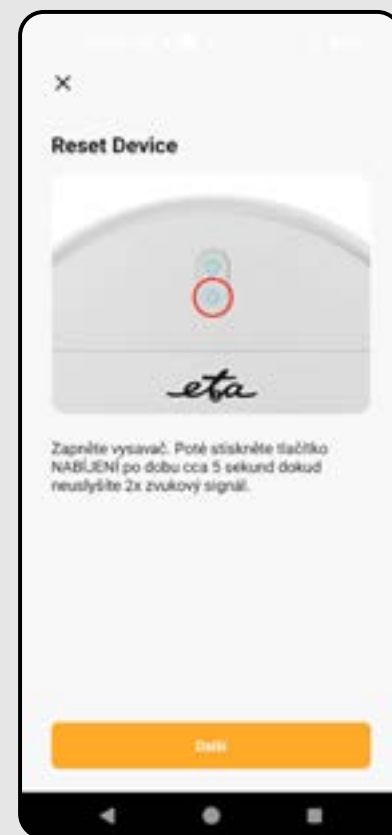 Reset Device
eta
Zapněte vysavač. Poté stiskněte tlačítko
NABÍJENÍ po dobu cca 5 sekund dokud
neuslyšíte 2x zvukový signál.
Další